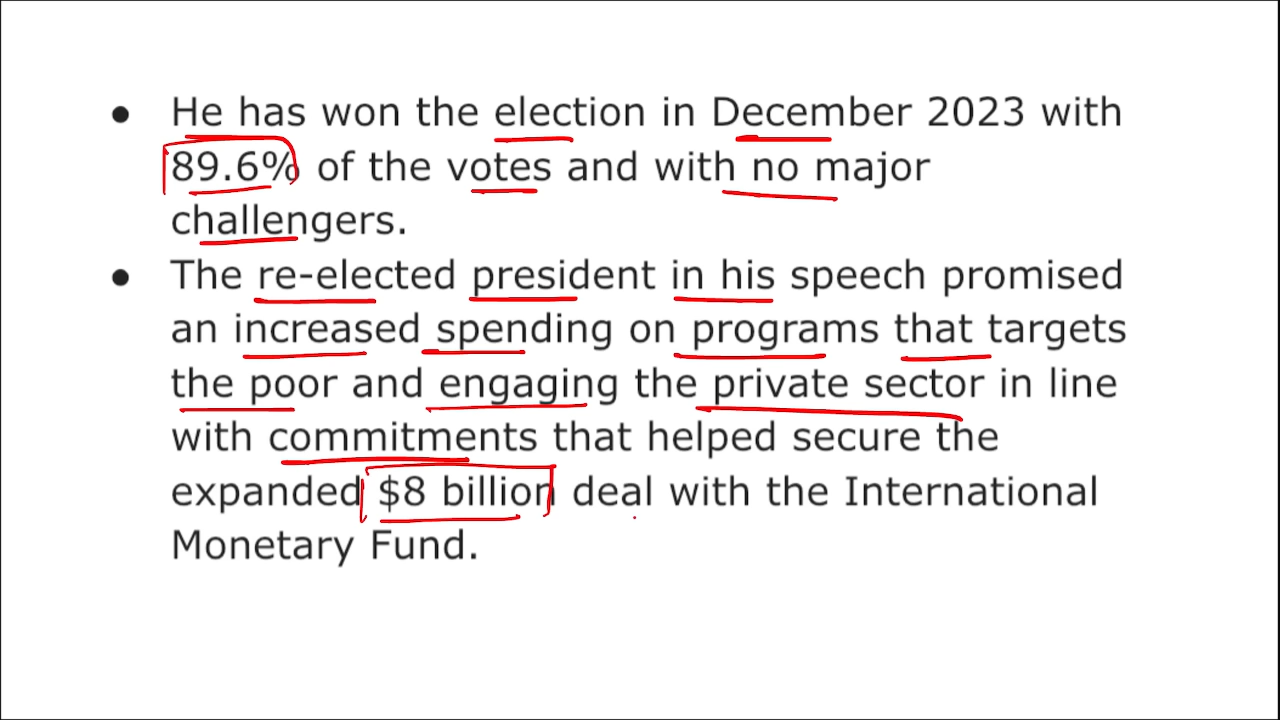 ● He has won the election in December 2023 with
89.6% of the votes and with no major
challengers.
● The re-elected president in his speech promised
an increased spending on programs that targets
the poor and engaging the private sector in line
with commitments that helped secure the
expanded $8 billion deal with the International
Monetary Fund.